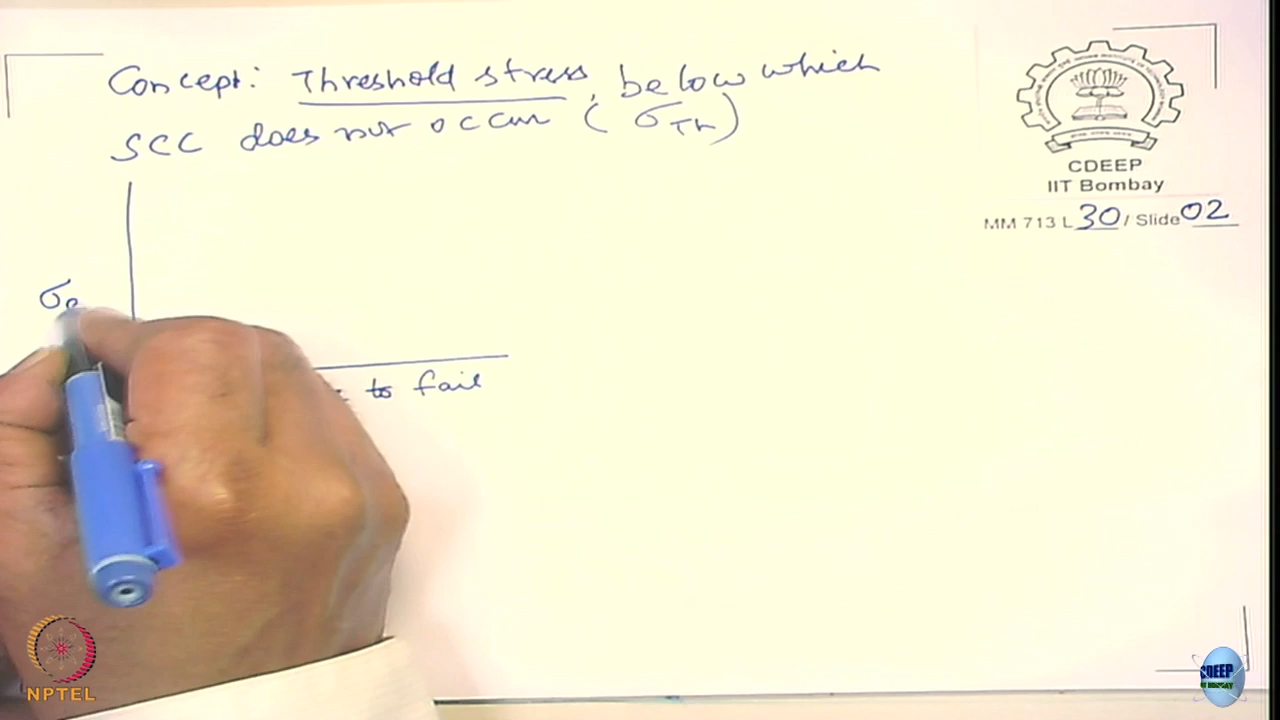 Concept: Threshold stress, below which
SCC does not occur (σTh)
CDEEP
IIT Bombay
MM 713 L 30 / Slide 02
σ
to fail
NPTEL
CDEEP